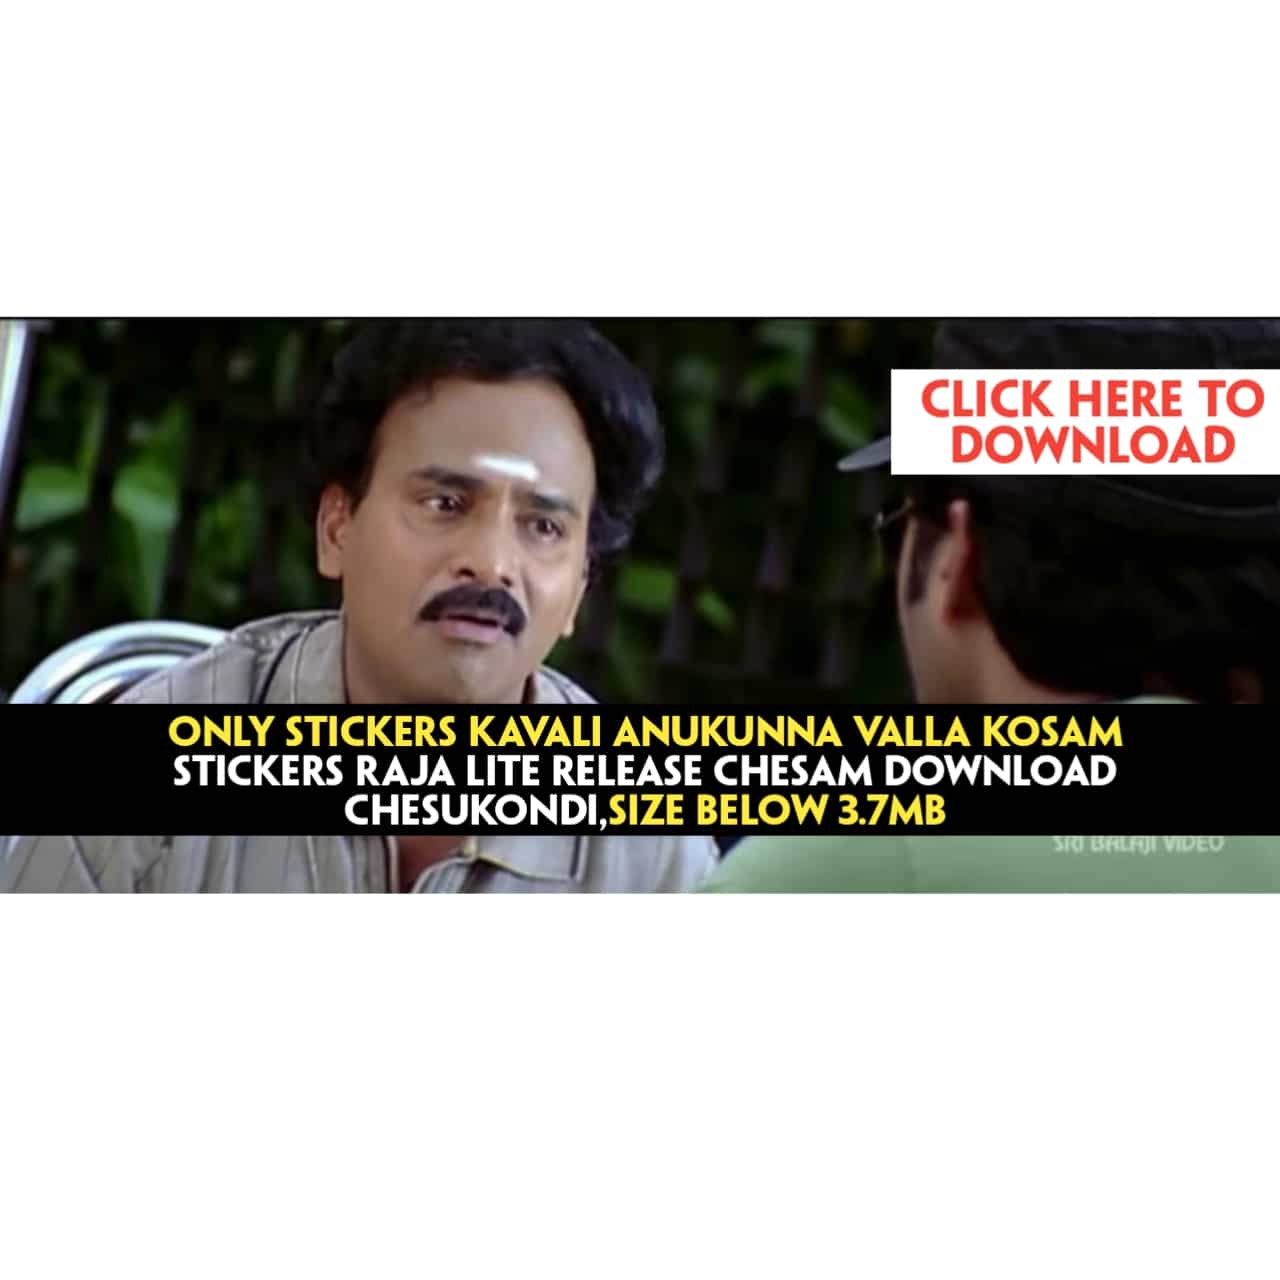 CLICK HERE TO
DOWNLOAD
ONLY STICKERS KAVALI ANUKUNNA VALLA KOSAM
STICKERS RAJA LITE RELEASE CHESAM DOWNLOAD
CHESUKONDI,SIZE BELOW 3.7MB
SRI BALAJI VIDEO